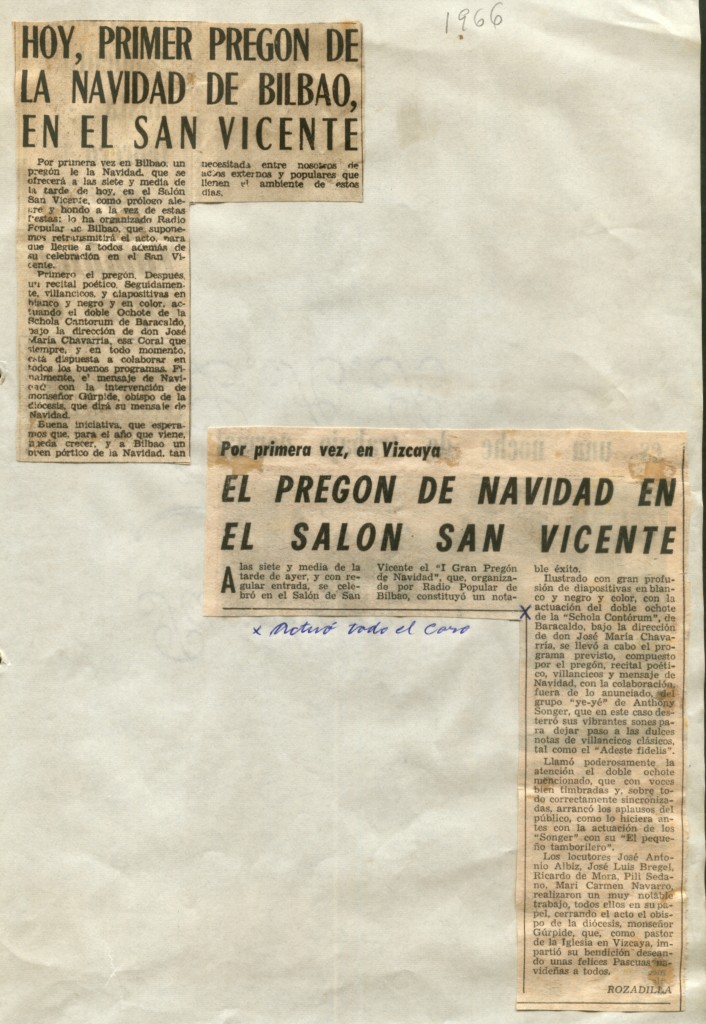 1966
HOY, PRIMER PREGON DE
LA NAVIDAD DE BILBAO,
EN EL SAN VICENTE
Por primera vez en Bilbao, un
pregón de la Navidad, que se
ofrecerá a las siete y media de
la tarde de hoy, en el Salón
San Vicente, como prólogo ale-
gre y hondo a la vez de estas
fiestas; lo ha organizado Radio
Popular de Bilbao, que supone-
mos retransmitirá el acto, para
que llegue a todos además de
su celebración en el San Vi-
cente.
Primero el pregón. Después,
un recital poético. Seguidamen-
te, villancicos, y diapositivas en
blanco y negro y en color, ac-
tuando el doble Ochote de la
Schola Cantorum de Baracaldo,
bajo la dirección de don José
María Chavarria, esa Coral que
siempre, y en todo momento,
está dispuesta a colaborar en
todos los buenos programas. Fi-
nalmente, el mensaje de Navi-
dad con la intervención de
monseñor Gúrpide, obispo de la
diócesis, que dirá su mensaje de
Navidad.
Buena iniciativa, que espera-
mos que, para el año que viene,
pueda crecer, y a Bilbao un
buen pórtico de la Navidad, tan
necesitada entre nosotros de
actos externos y populares que
llenen el ambiente de estos
días.
Por primera vez, en Vizcaya
EL PREGON DE NAVIDAD EN
EL SALON SAN VICENTE
A las siete y media de la
tarde de ayer, y con re-
gular entrada, se cele-
bró en el Salón de San
Vicente el "I Gran Pregón
de Navidad", que, organiza-
do por Radio Popular de
Bilbao, constituyó un nota-
ble éxito.
Ilustrado con gran profu-
sión de diapositivas en blan-
co y negro y color, con la
x actuación del doble ochote
de la "Schola Contórum", de
Baracaldo, bajo la dirección
de don José María Chava-
rría, se llevó a cabo el pro-
grama previsto, compuesto
por el pregón, recital poéti-
co, villancicos y mensaje de
Navidad, con la colaboración,
fuera de lo anunciado, del
grupo "ye-yé" de Anthony
Songer, que en este caso des-
terró sus vibrantes sones pa-
ra dejar paso a las dulces
notas de villancicos clásicos,
tal como el "Adeste fidelis".
Llamó poderosamente la
atención el doble ochote
mencionado, que con voces
bien timbradas y, sobre to-
do correctamente sincroniza-
das, arrancó los aplausos del
público, como lo hiciera an-
tes con la actuación de los
"Songer" con su "El peque-
ño tamborilero".
Los locutores José Anto-
nio Albiz, José Luis Bregel,
Ricardo de Mora, Pili Seda-
no, Mari Carmen Navarro,
realizaron un muy notable
trabajo, todos ellos en su pa-
pel, cerrando el acto el obis-
po de la diócesis, monseñor
Gúrpide, que, como pastor
de la Iglesia en Vizcaya, im-
partió su bendición desean-
do unas felices Pascuas na-
videñas a todos.
ROZADILLA
x Actuó todo el Coro